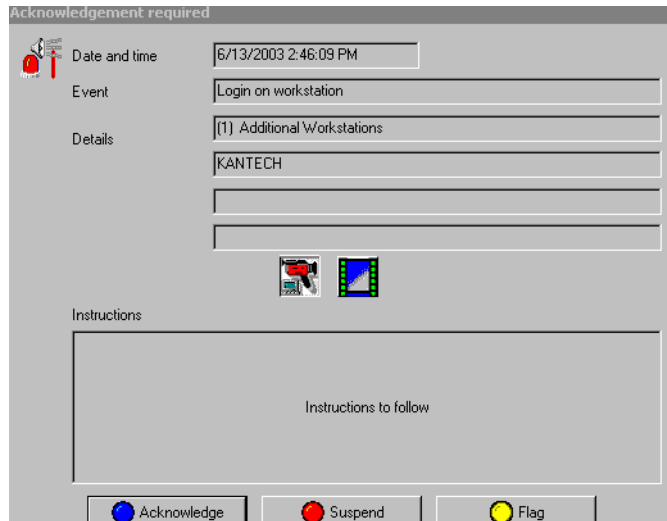 Acknowledgement required
Date and time 6/13/2003 2:46:09 PM
Event Login on workstation
Details (1) Additional Workstations
KANTECH
Instructions
Instructions to follow
Acknowledge Suspend Flag